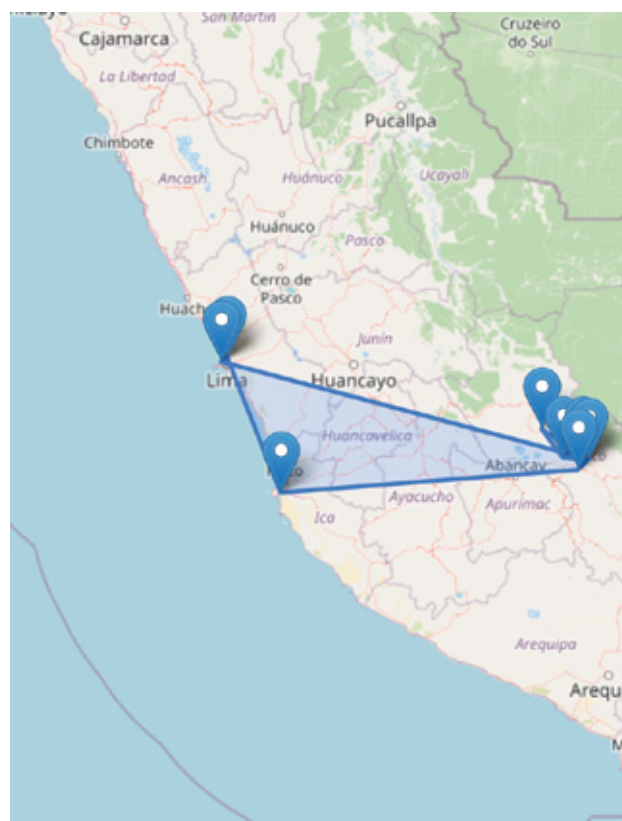 San Martín
Cajamarca
Cruzeiro
do Sul
La Libertad
Pucallpa
Chimbote
Ancash
Huánuco
Ucayali
Huánuco
Pasco
Cerro de
Pasco
Huach
Junín
Lima
Huancayo
Huancavelica
Abancay
Ayacucho
Apurímac
Ica
Arequipa
Arequ
M